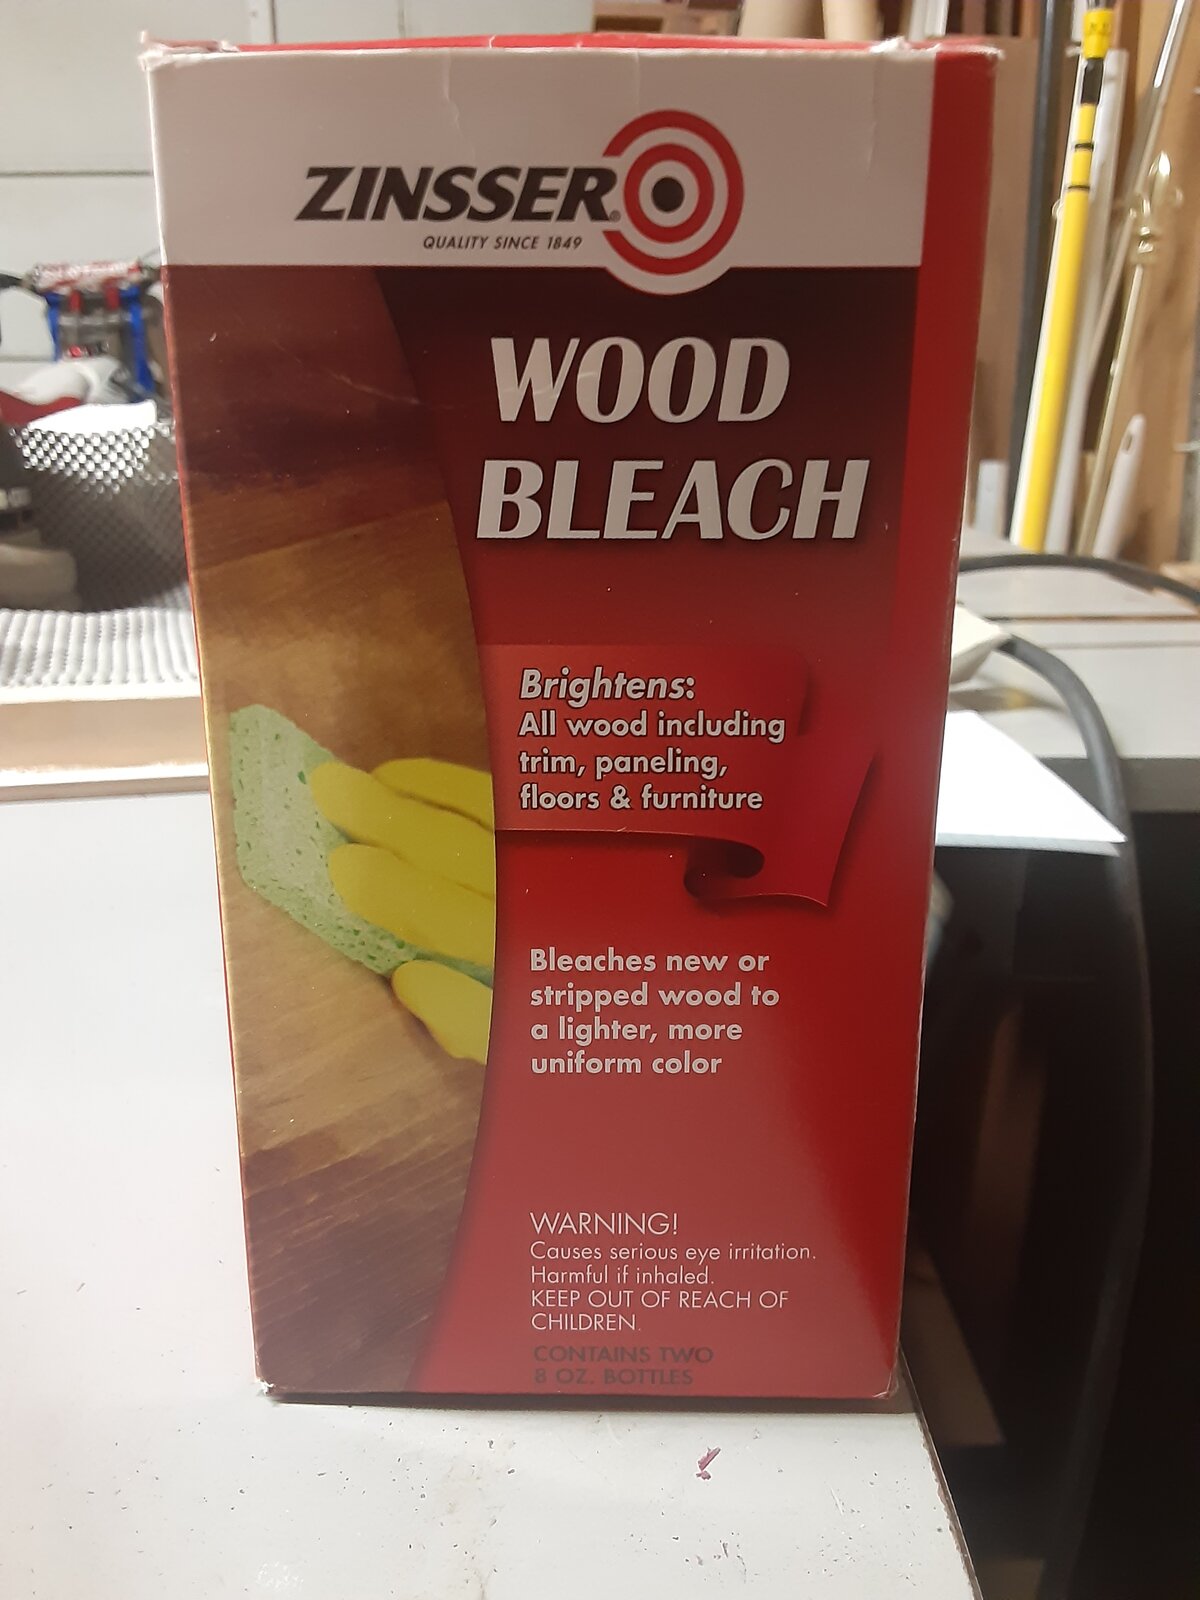 ZINSSER®
QUALITY SINCE 1849
WOOD
BLEACH
Brightens:
All wood including
trim, paneling,
floors & furniture
Bleaches new or
stripped wood to
a lighter, more
uniform color
WARNING!
Causes serious eye irritation.
Harmful if inhaled.
KEEP OUT OF REACH OF
CHILDREN.
CONTAINS TWO
8 OZ. BOTTLES